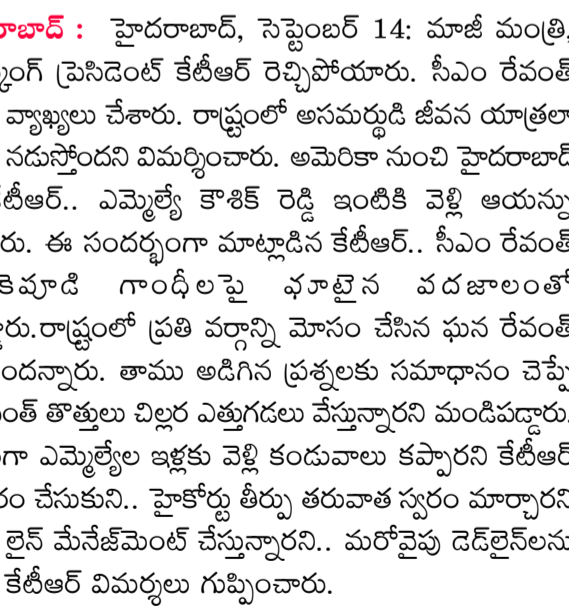 రాబాద్ : హైదరాబాద్, సెప్టెంబర్ 14: మాజీ మంత్రి,
్కింగ్ ప్రెసిడెంట్ కేటీఆర్ రెచ్చిపోయారు. సీఎం రేవంత్
వ్యాఖ్యలు చేశారు. రాష్ట్రంలో అసమర్థుడి జీవన యాత్రలా
నడుస్తోందని విమర్శించారు. అమెరికా నుంచి హైదరాబాద్
కేటీఆర్.. ఎమ్మెల్యే కౌశిక్ రెడ్డి ఇంటికి వెళ్లి ఆయన్ను
రు. ఈ సందర్భంగా మాట్లాడిన కేటీఆర్.. సీఎం రేవంత్
కెపూడి గాంధీలపై ఘాటైన వదజాలంతో
రు.రాష్ట్రంలో ప్రతి వర్గాన్ని మోసం చేసిన ఘన రేవంత్
ందన్నారు. తాము అడిగిన ప్రశ్నలకు సమాధానం చెప్పే
ంత్ తొత్తులు చిల్లర ఎత్తుగడలు వేస్తున్నారని మండిపడ్డారు.
గా ఎమ్మెల్యేల ఇళ్లకు వెళ్లి కండువాలు కప్పారని కేటీఆర్
రం చేసుకుని.. హైకోర్టు తీర్పు తరువాత స్వరం మార్చారని
లైన్ మేనేజ్‌మెంట్ చేస్తున్నారని.. మరోవైపు డెడ్‌లైన్‌లను
కేటీఆర్ విమర్శలు గుప్పించారు.